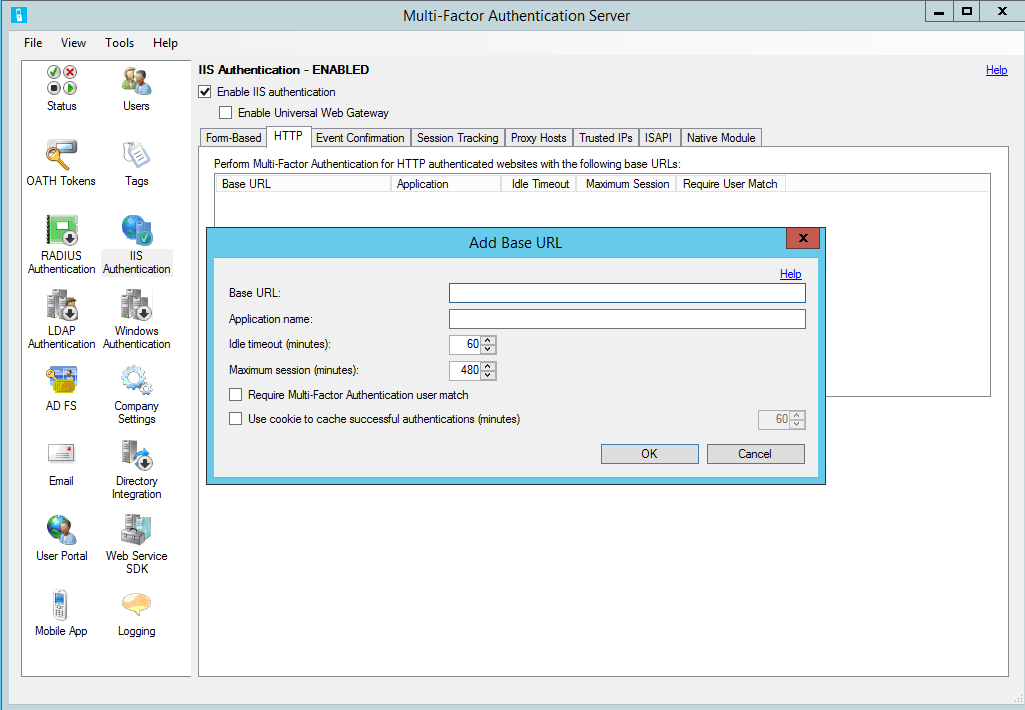 Multi-Factor Authentication Server
File View Tools Help
Status
Users
OATH Tokens
Tags
RADIUS
Authentication
IIS
Authentication
LDAP
Authentication
Windows
Authentication
AD FS
Company
Settings
Email
Directory
Integration
User Portal
Web Service
SDK
Mobile App
Logging
IIS Authentication - ENABLED
Help
Enable IIS authentication
Enable Universal Web Gateway
Form-Based HTTP Event Confirmation Session Tracking Proxy Hosts Trusted IPs ISAPI Native Module
Perform Multi-Factor Authentication for HTTP authenticated websites with the following base URLs:
Base URL Application Idle Timeout Maximum Session Require User Match
Add Base URL
X
Help
Base URL:
Application name:
Idle timeout (minutes): 60
Maximum session (minutes): 480
Require Multi-Factor Authentication user match
Use cookie to cache successful authentications (minutes) 60
OK Cancel